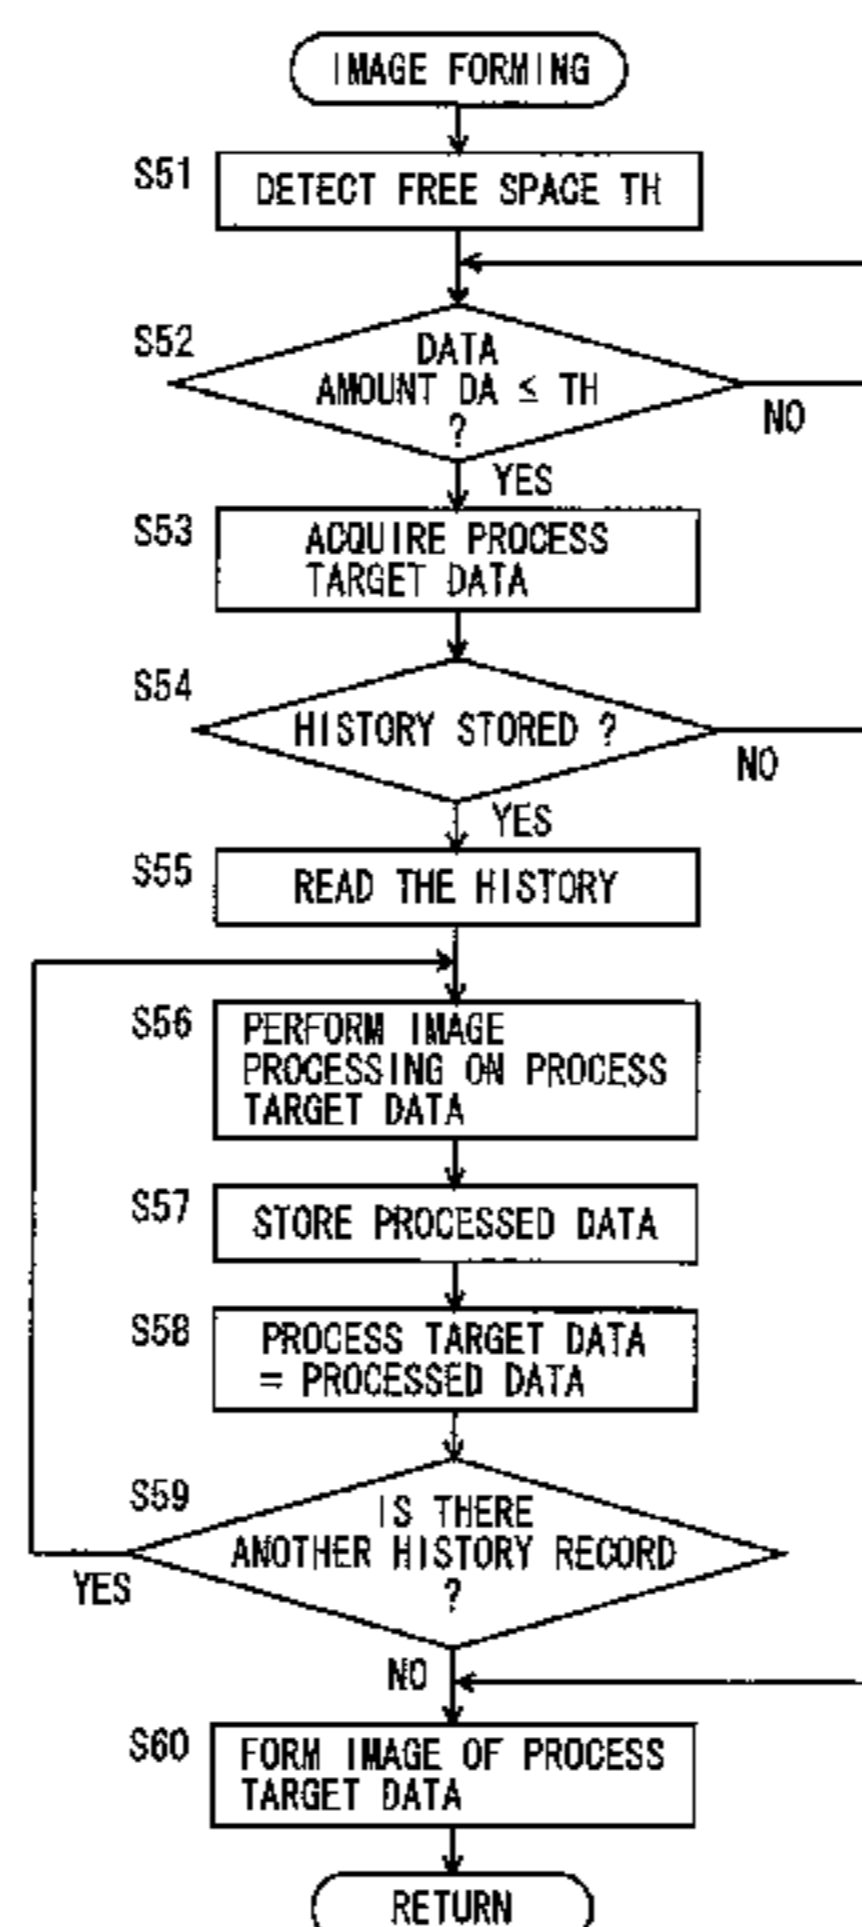 IMAGE FORMING
S51
DETECT FREE SPACE TH
S52
DATA
AMOUNT DA ≤ TH
?
NO
YES
S53
ACQUIRE PROCESS
TARGET DATA
S54
HISTORY STORED ?
NO
YES
S55
READ THE HISTORY
S56
PERFORM IMAGE
PROCESSING ON PROCESS
TARGET DATA
S57
STORE PROCESSED DATA
S58
PROCESS TARGET DATA
= PROCESSED DATA
S59
IS THERE
ANOTHER HISTORY RECORD
?
YES
NO
S60
FORM IMAGE OF PROCESS
TARGET DATA
RETURN